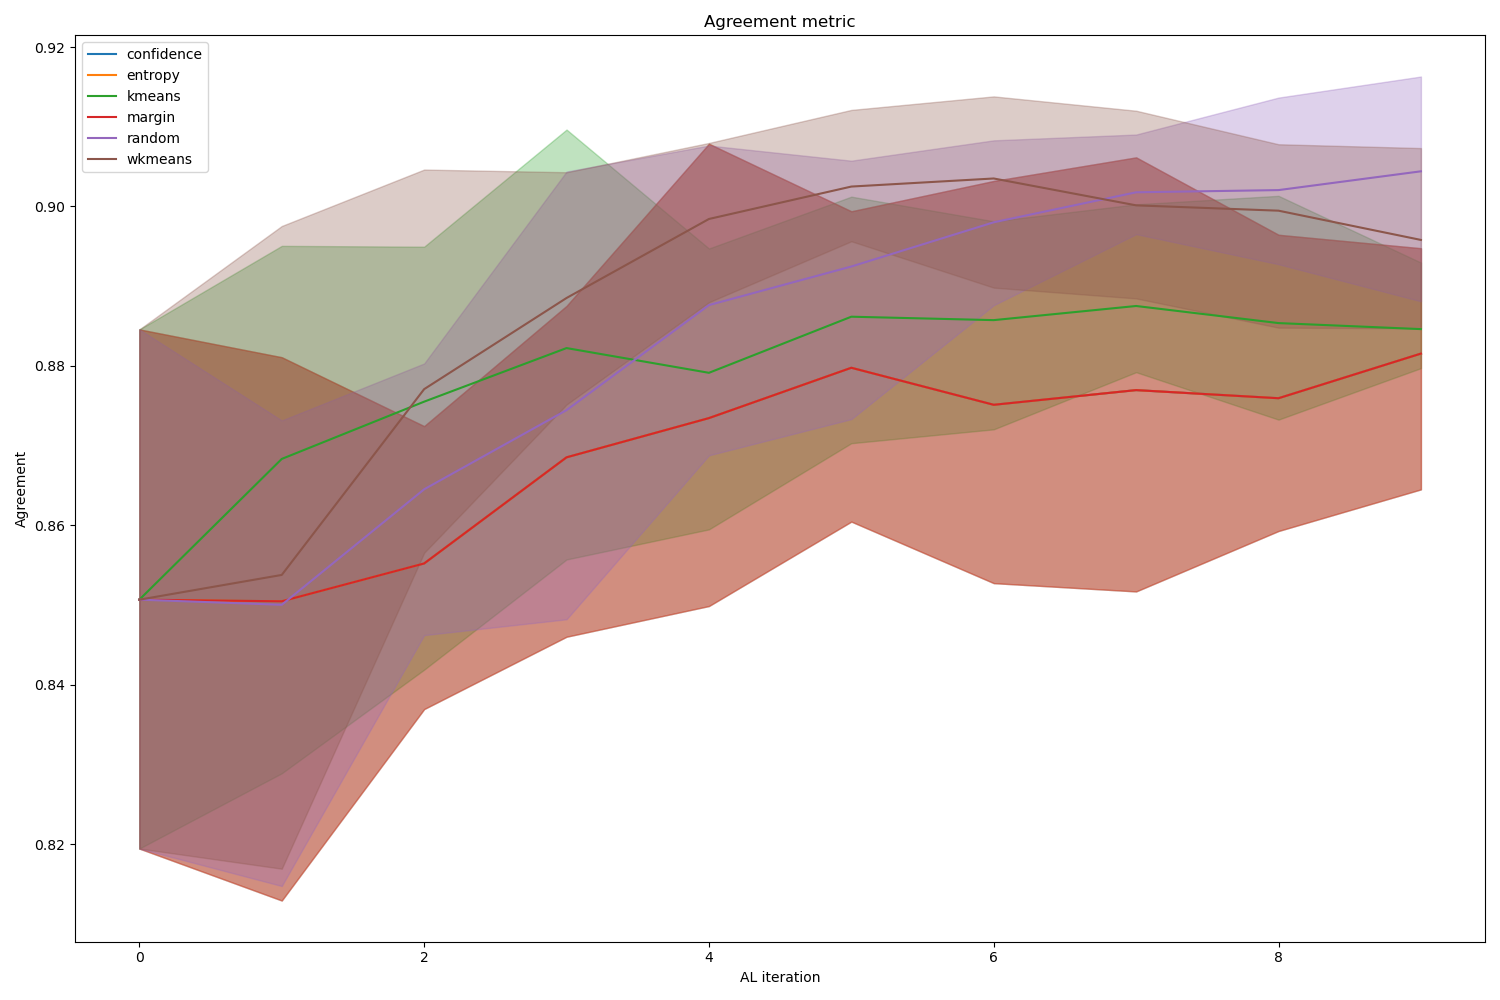 Agreement metric
confidence
entropy
kmeans
margin
random
wkmeans
0.92
0.90
0.88
0.86
0.84
0.82
Agreement
0 2 4 6 8
AL iteration